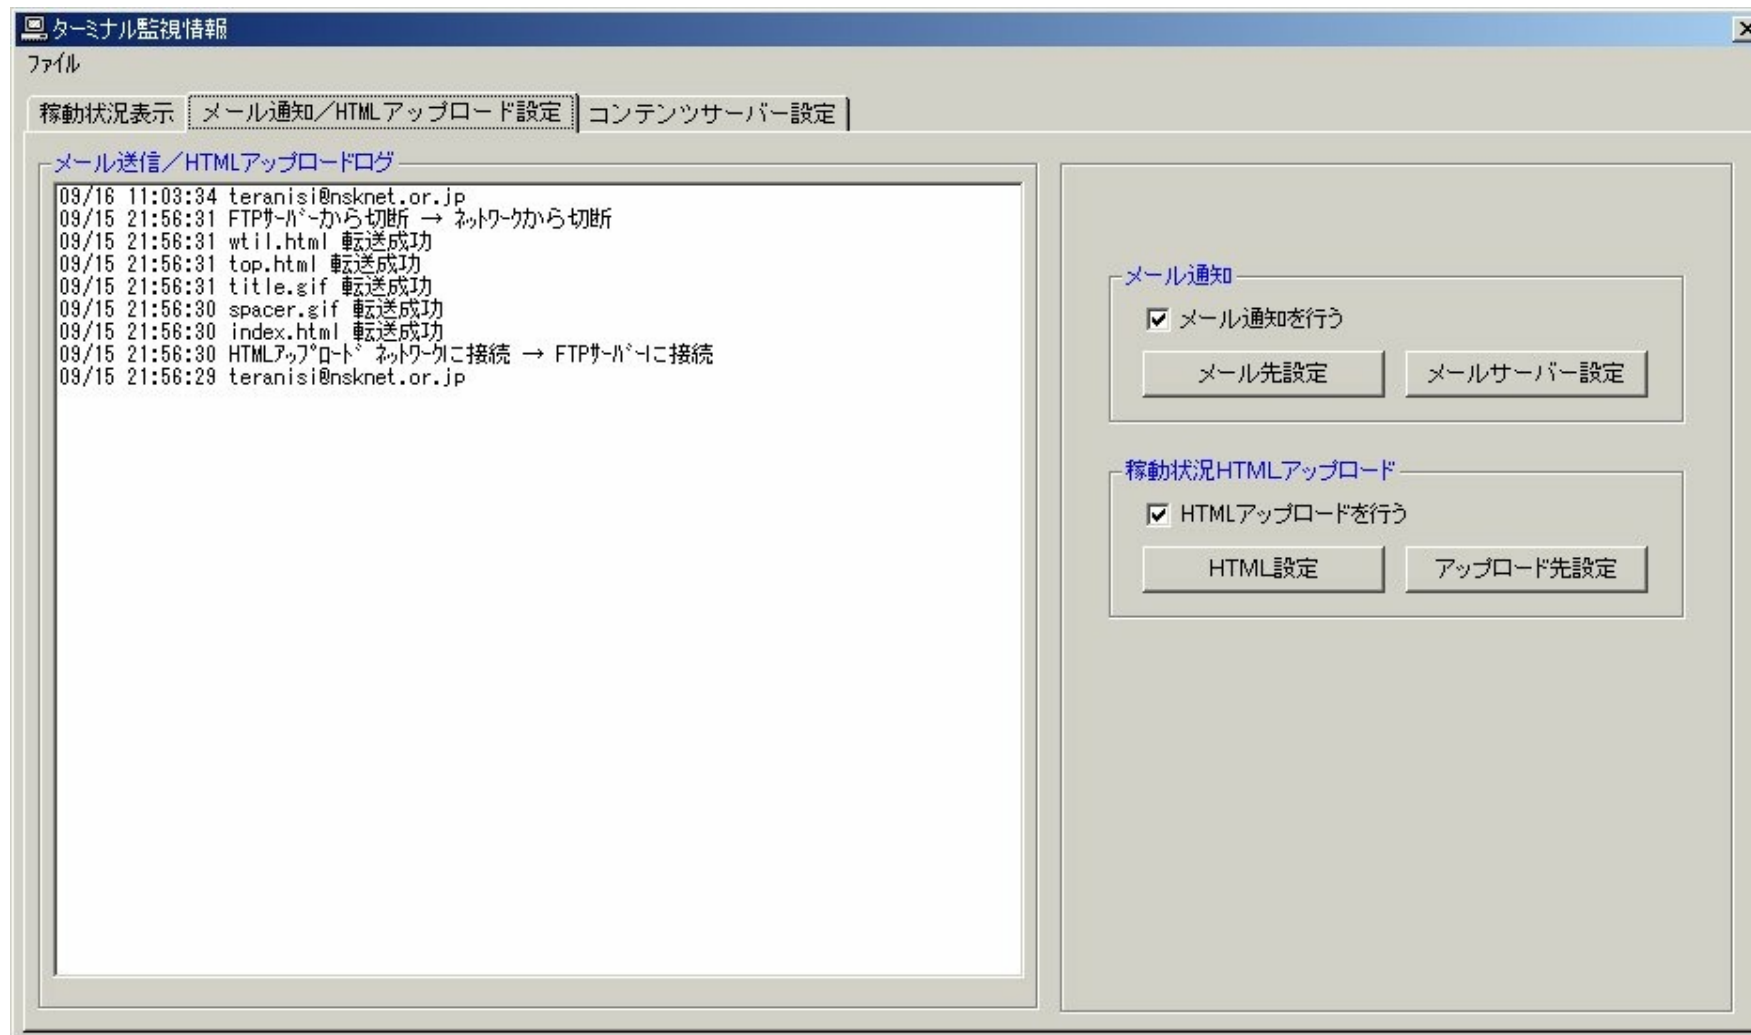 ターミナル監視情報
ファイル
稼動状況表示 メール通知／HTMLアップロード設定 コンテンツサーバー設定
メール送信／HTMLアップロードログ
09/16 11:03:34 teranisi@nsknet.or.jp
09/15 21:56:31 FTPｻｰﾊﾞｰから切断 → ﾈｯﾄﾜｰｸから切断
09/15 21:56:31 wtil.html 転送成功
09/15 21:56:31 top.html 転送成功
09/15 21:56:31 title.gif 転送成功
09/15 21:56:30 spacer.gif 転送成功
09/15 21:56:30 index.html 転送成功
09/15 21:56:30 HTMLｱｯﾌﾟﾛｰﾄﾞ ﾈｯﾄﾜｰｸに接続 → FTPｻｰﾊﾞｰに接続
09/15 21:56:29 teranisi@nsknet.or.jp
メール通知
メール通知を行う
メール先設定 メールサーバー設定
稼動状況HTMLアップロード
HTMLアップロードを行う
HTML設定 アップロード先設定